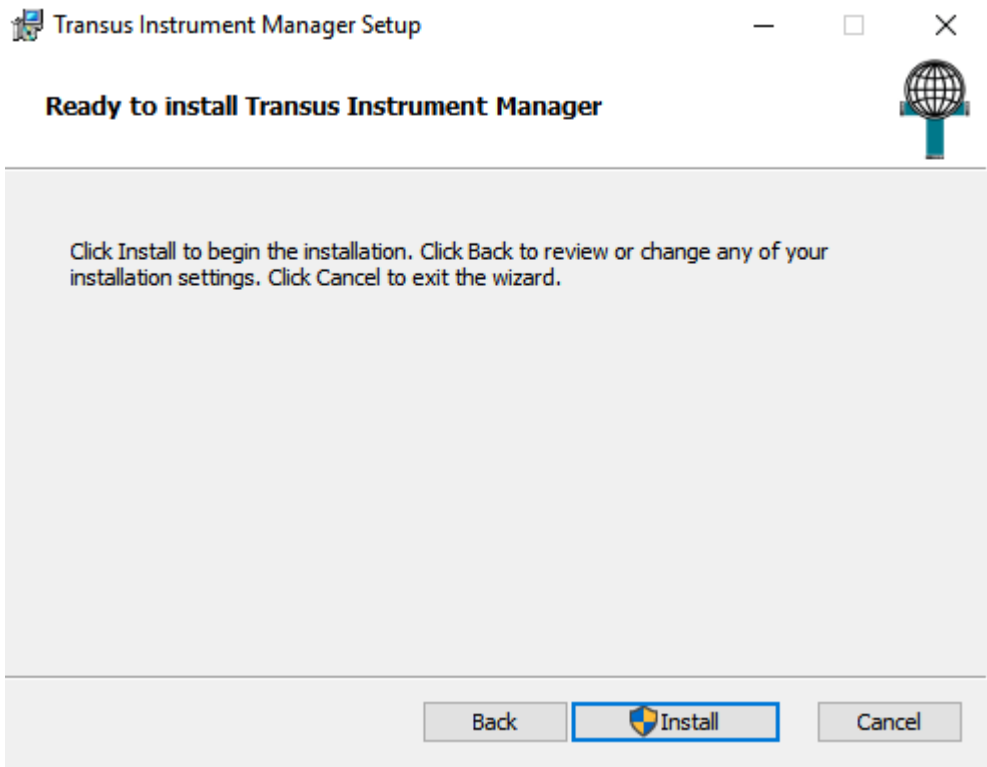 Transus Instrument Manager Setup
Ready to install Transus Instrument Manager
Click Install to begin the installation. Click Back to review or change any of your
installation settings. Click Cancel to exit the wizard.
Back
Install
Cancel